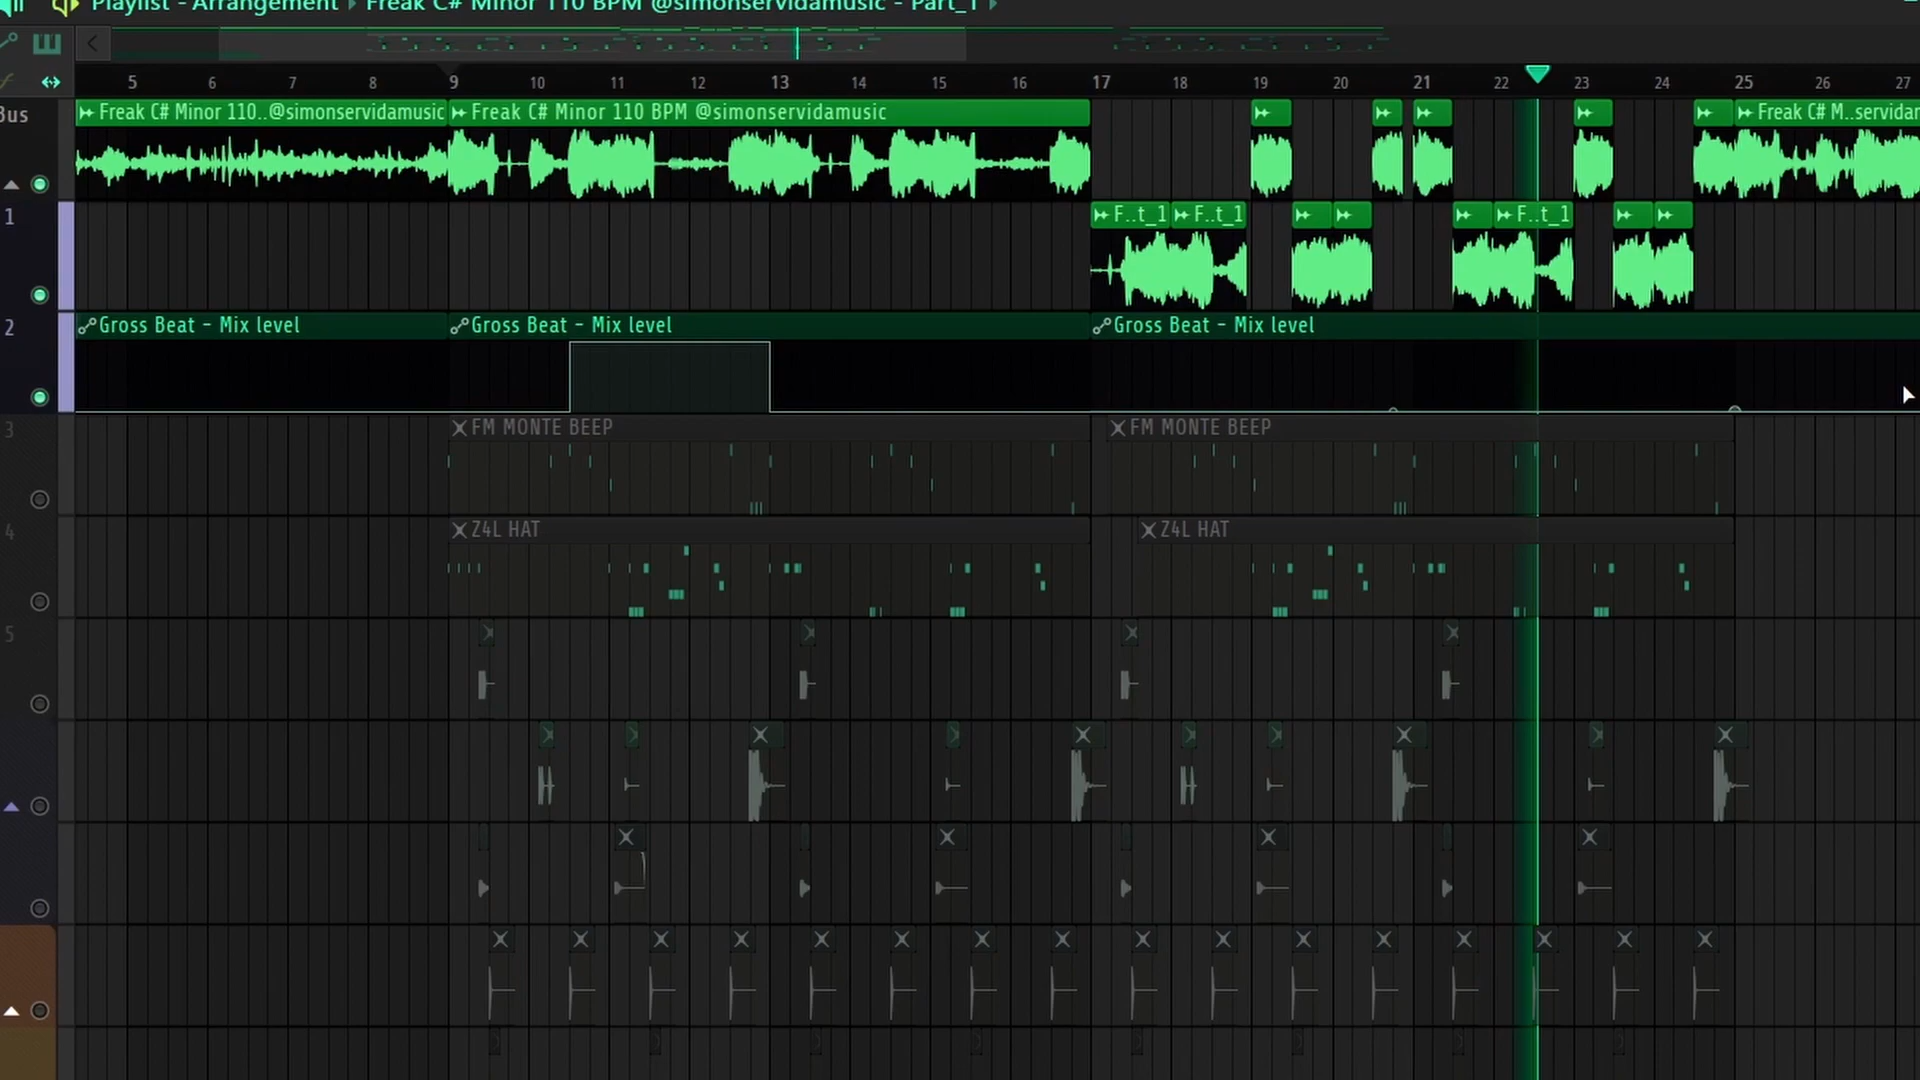 Playlist - Arrangement Freak C# Minor 110 BPM @simonservidamusic - Part_1
5 6 7 8 9 10 11 12 13 14 15 16 17 18 19 20 21 22 23 24 25 26 27
Bus
Freak C# Minor 110..@simonservidamusic Freak C# Minor 110 BPM @simonservidamusic Freak C# M..servidar
1
F..t_1 F..t_1 F..t_1
2
Gross Beat - Mix level Gross Beat - Mix level Gross Beat - Mix level
3
FM MONTE BEEP FM MONTE BEEP
4
Z4L HAT Z4L HAT
5